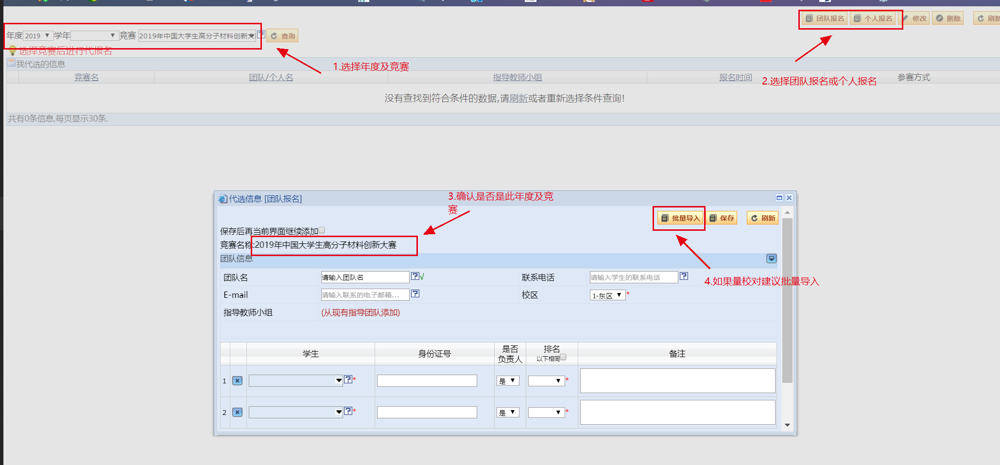 团队报名 个人报名 修改 删除 刷新
年度 2019 学年 竞赛 2019年中国大学生高分子材料创新大 查询
选择竞赛后进行代报名
1.选择年度及竞赛
我代选的信息
竞赛名 团队/个人名 指导教师小组 报名时间 参赛方式
2.选择团队报名或个人报名
没有查找到符合条件的数据,请刷新或者重新选择条件查询!
共有0条信息,每页显示30条.
代选信息 [团队报名]
3.确认是否是此年度及竞
赛
批量导入 保存 刷新
保存后再当前界面继续添加
竞赛名称:2019年中国大学生高分子材料创新大赛
团队信息
团队名 请输入团队名 ?√ 联系电话 请输入学生的联系电话 ?
4.如果量校对建议批量导入
E-mail 请输入联系的电子邮箱... ? 校区 1-东区 *
指导教师小组 (从现有指导团队添加)
学生 身份证号 是否负责人 排名 以下相同 备注
1 ?* 是 *
2 ?* 是 *